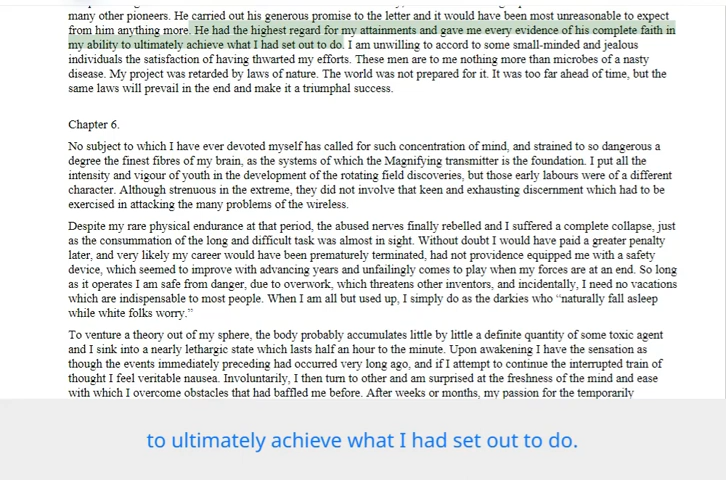 many other pioneers. He carried out his generous promise to the letter and it would have been most unreasonable to expect
from him anything more. He had the highest regard for my attainments and gave me every evidence of his complete faith in
my ability to ultimately achieve what I had set out to do. I am unwilling to accord to some small-minded and jealous
individuals the satisfaction of having thwarted my efforts. These men are to me nothing more than microbes of a nasty
disease. My project was retarded by laws of nature. The world was not prepared for it. It was too far ahead of time, but the
same laws will prevail in the end and make it a triumphal success.
Chapter 6.
No subject to which I have ever devoted myself has called for such concentration of mind, and strained to so dangerous a
degree the finest fibres of my brain, as the systems of which the Magnifying transmitter is the foundation. I put all the
intensity and vigour of youth in the development of the rotating field discoveries, but those early labours were of a different
character. Although strenuous in the extreme, they did not involve that keen and exhausting discernment which had to be
exercised in attacking the many problems of the wireless.
Despite my rare physical endurance at that period, the abused nerves finally rebelled and I suffered a complete collapse, just
as the consummation of the long and difficult task was almost in sight. Without doubt I would have paid a greater penalty
later, and very likely my career would have been prematurely terminated, had not providence equipped me with a safety
device, which seemed to improve with advancing years and unfailingly comes to play when my forces are at an end. So long
as it operates I am safe from danger, due to overwork, which threatens other inventors, and incidentally, I need no vacations
which are indispensable to most people. When I am all but used up, I simply do as the darkies who “naturally fall asleep
while white folks worry.”
To venture a theory out of my sphere, the body probably accumulates little by little a definite quantity of some toxic agent
and I sink into a nearly lethargic state which lasts half an hour to the minute. Upon awakening I have the sensation as
though the events immediately preceding had occurred very long ago, and if I attempt to continue the interrupted train of
thought I feel veritable nausea. Involuntarily, I then turn to other and am surprised at the freshness of the mind and ease
with which I overcome obstacles that had baffled me before. After weeks or months, my passion for the temporarily
to ultimately achieve what I had set out to do.